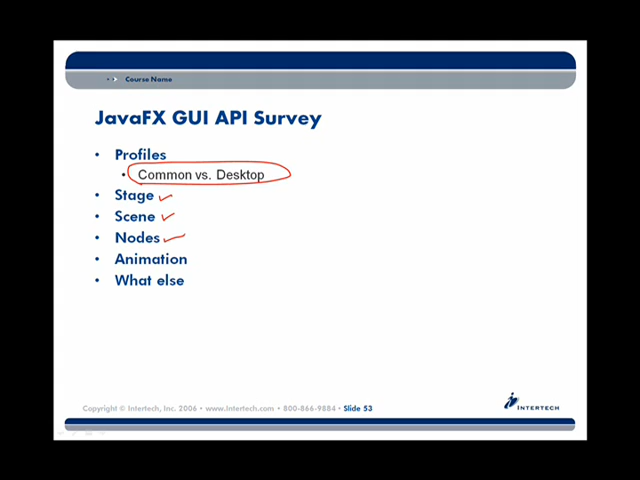 Course Name
JavaFX GUI API Survey
• Profiles
• Common vs. Desktop
• Stage
• Scene
• Nodes
• Animation
• What else
Copyright © Intertech, Inc. 2006 • www.Intertech.com • 800-866-9884 • Slide 53
INTERTECH